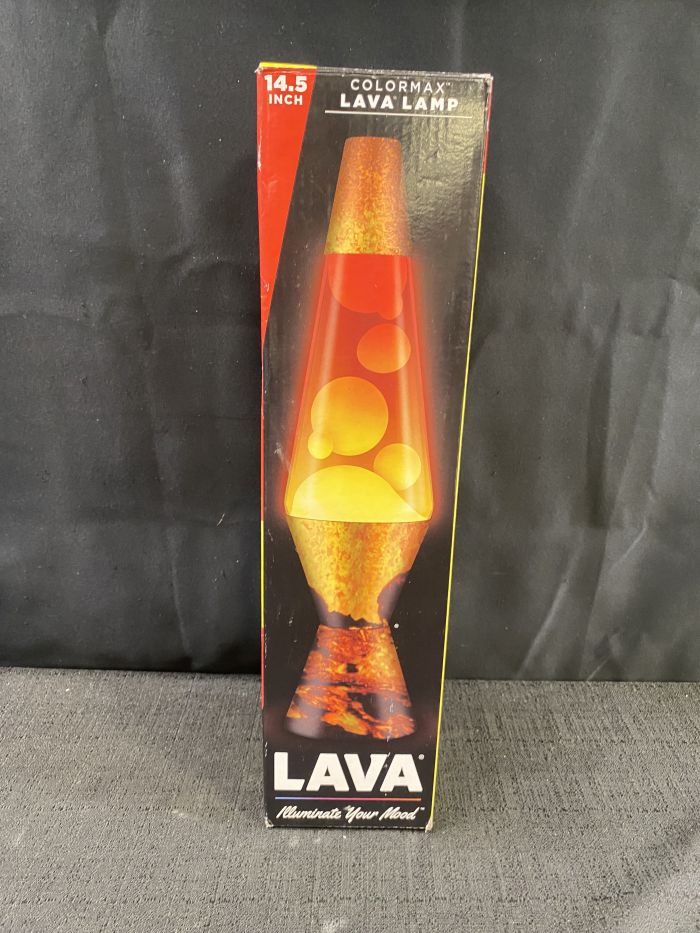 14.5
INCH
COLORMAX™
LAVA® LAMP
LAVA®
Illuminate Your Mood™